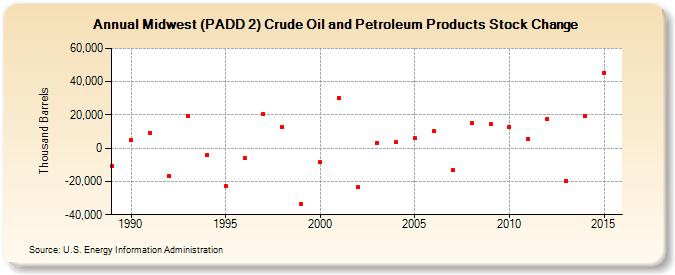 Annual Midwest (PADD 2) Crude Oil and Petroleum Products Stock Change
Thousand Barrels
60,000
40,000
20,000
0
-20,000
-40,000
1990 1995 2000 2005 2010 2015
Source: U.S. Energy Information Administration